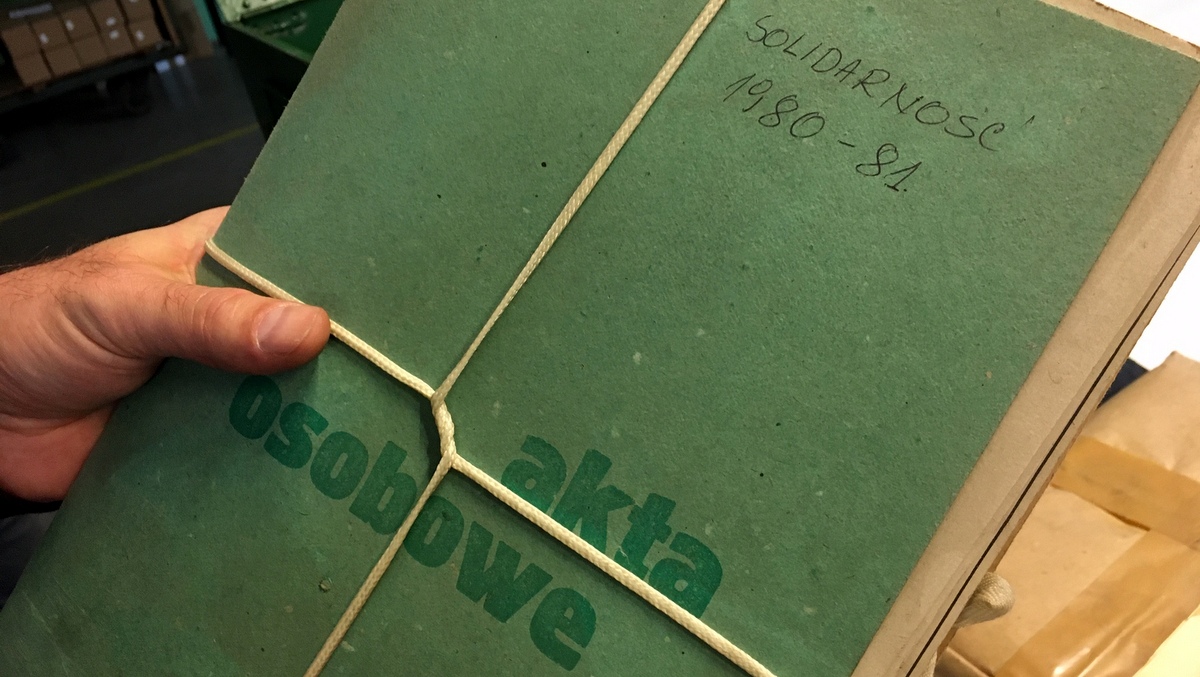 SOLIDARNOŚĆ
1980-81.
akta
osobowe